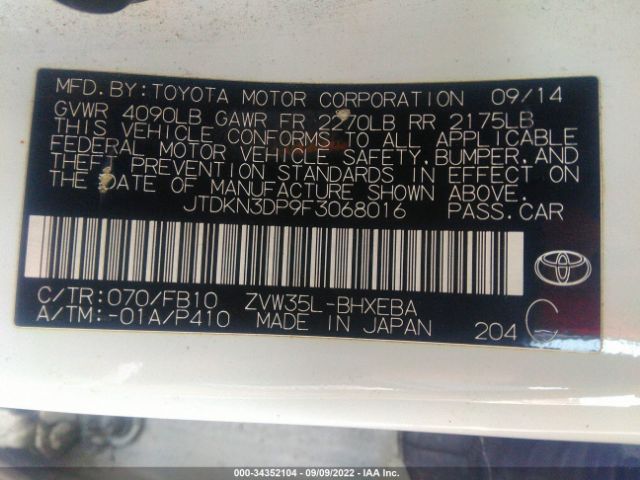 MFD. BY: TOYOTA MOTOR CORPORATION 09/14
GVWR 4090LB GAWR FR 2270LB RR 2175LB
THIS VEHICLE CONFORMS TO ALL APPLICABLE
FEDERAL MOTOR VEHICLE SAFETY, BUMPER, AND
THEFT PREVENTION STANDARDS IN EFFECT ON
THE DATE OF MANUFACTURE SHOWN ABOVE.
JTDKN3DP9F3068016 PASS. CAR
C/TR: 070/FB10 ZVW35L-BHXEBA
A/TM: -01A/P410 MADE IN JAPAN 204 C
000-34352104 - 09/09/2022 - IAA Inc.